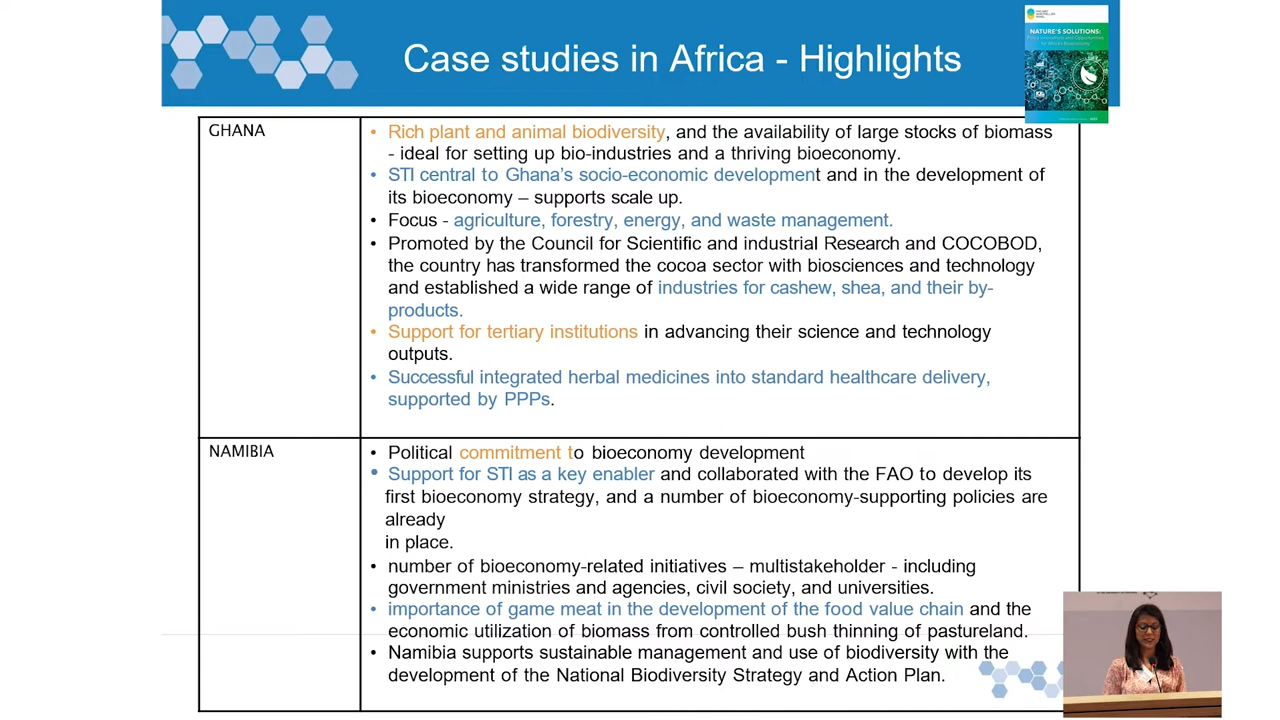 Case studies in Africa - Highlights
NATURE'S SOLUTIONS:
GHANA
• Rich plant and animal biodiversity, and the availability of large stocks of biomass
- ideal for setting up bio-industries and a thriving bioeconomy.
• STI central to Ghana's socio-economic development and in the development of
its bioeconomy – supports scale up.
• Focus - agriculture, forestry, energy, and waste management.
• Promoted by the Council for Scientific and industrial Research and COCOBOD,
the country has transformed the cocoa sector with biosciences and technology
and established a wide range of industries for cashew, shea, and their by-
products.
• Support for tertiary institutions in advancing their science and technology
outputs.
• Successful integrated herbal medicines into standard healthcare delivery,
supported by PPPs.
NAMIBIA
• Political commitment to bioeconomy development
• Support for STI as a key enabler and collaborated with the FAO to develop its
first bioeconomy strategy, and a number of bioeconomy-supporting policies are
already
in place.
• number of bioeconomy-related initiatives – multistakeholder - including
government ministries and agencies, civil society, and universities.
• importance of game meat in the development of the food value chain and the
economic utilization of biomass from controlled bush thinning of pastureland.
• Namibia supports sustainable management and use of biodiversity with the
development of the National Biodiversity Strategy and Action Plan.